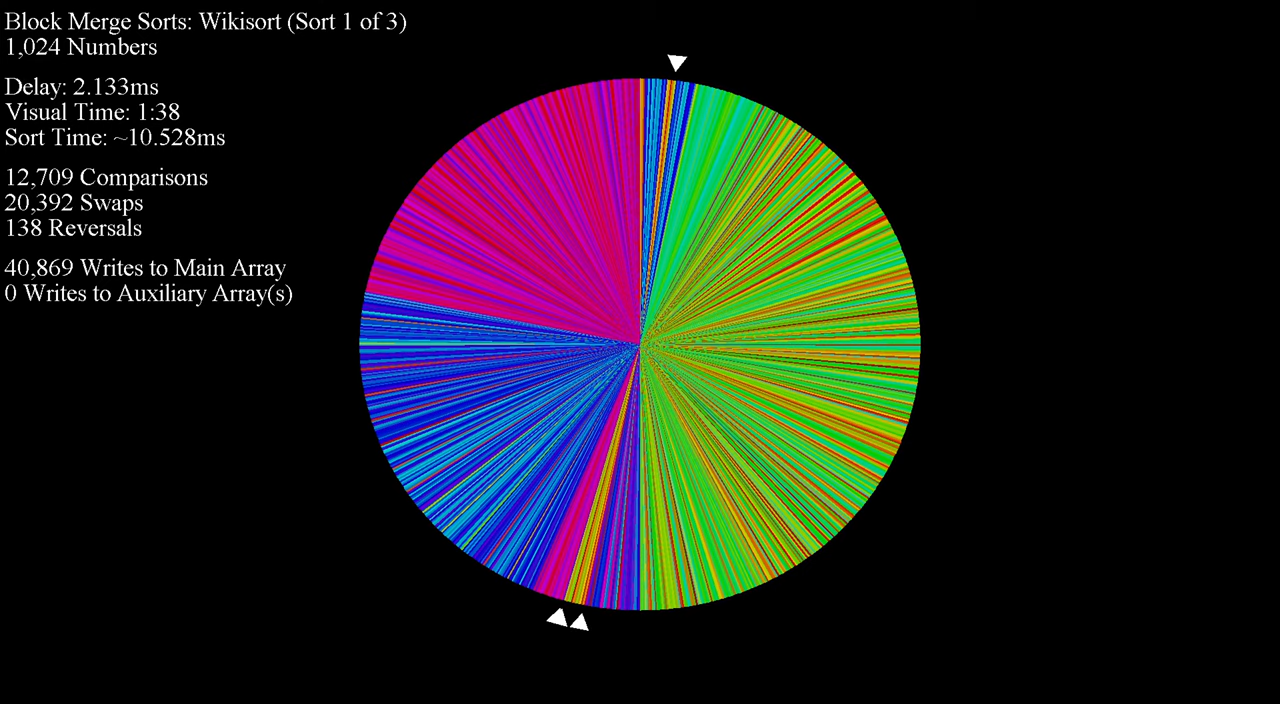 Block Merge Sorts: Wikisort (Sort 1 of 3)
1,024 Numbers
Delay: 2.133ms
Visual Time: 1:38
Sort Time: ~10.528ms
12,709 Comparisons
20,392 Swaps
138 Reversals
40,869 Writes to Main Array
0 Writes to Auxiliary Array(s)